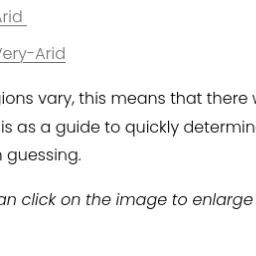 Arid
Very-Arid
ions vary, this means that there
is as a guide to quickly determin
guessing.
an click on the image to enlarge